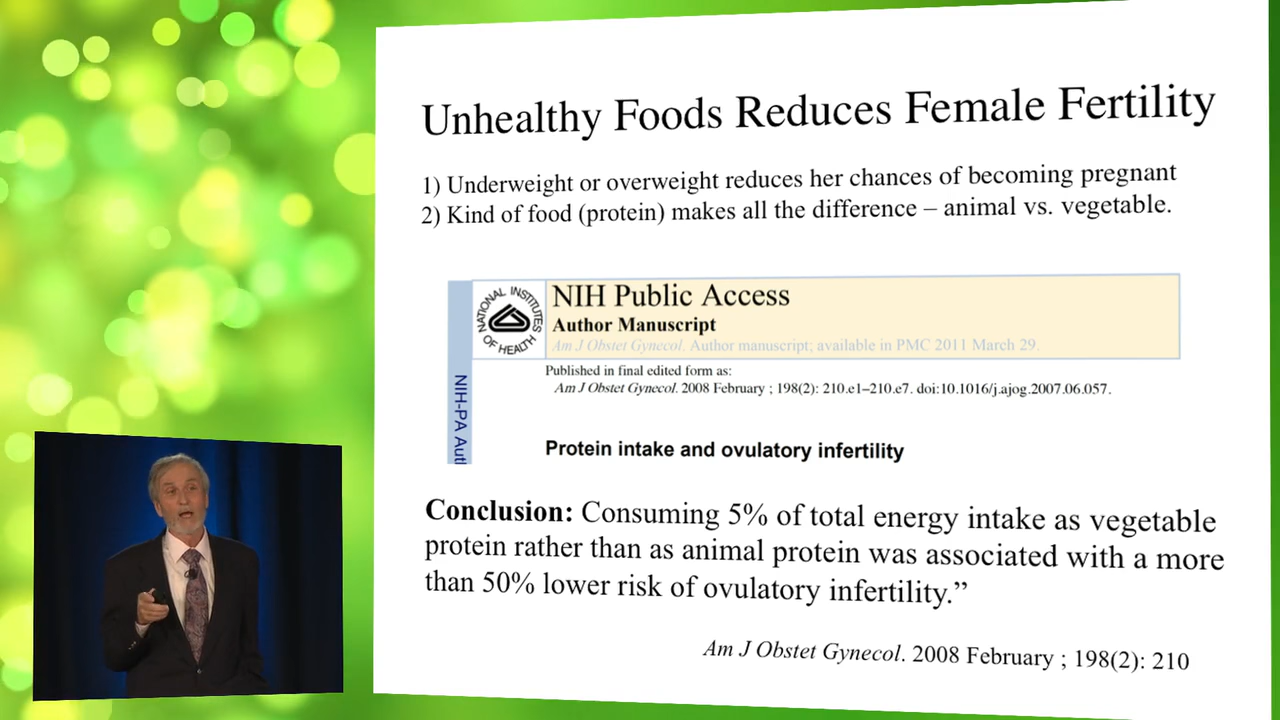 Unhealthy Foods Reduces Female Fertility
1) Underweight or overweight reduces her chances of becoming pregnant
2) Kind of food (protein) makes all the difference – animal vs. vegetable.
NATIONAL INSTITUTES OF HEALTH
NIH Public Access
Author Manuscript
Am J Obstet Gynecol. Author manuscript; available in PMC 2011 March 29.
Published in final edited form as:
Am J Obstet Gynecol. 2008 February ; 198(2): 210.e1–210.e7. doi:10.1016/j.ajog.2007.06.057.
NIH-PA Aut
Protein intake and ovulatory infertility
Conclusion: Consuming 5% of total energy intake as vegetable
protein rather than as animal protein was associated with a more
than 50% lower risk of ovulatory infertility.”
Am J Obstet Gynecol. 2008 February ; 198(2): 210